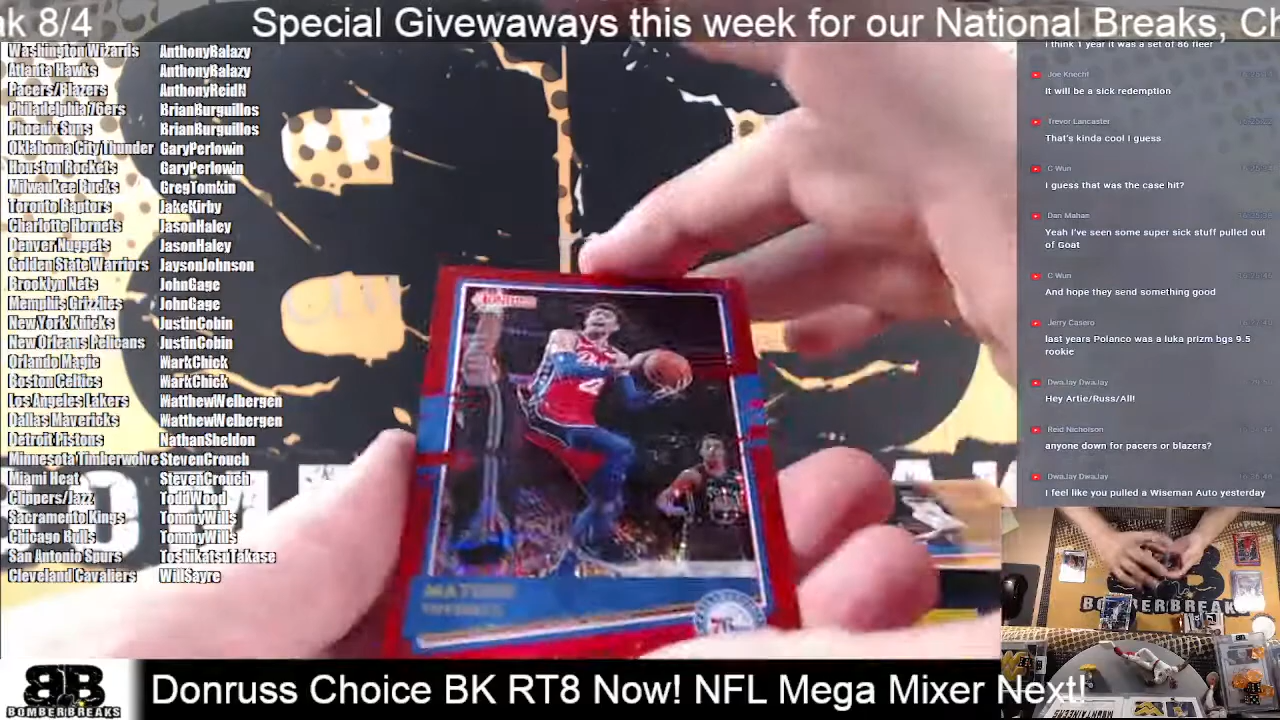 ak 8/4 Special Givewaways this week for our National Breaks, Ch
Washington Wizards AnthonyBalazy
Atlanta Hawks AnthonyBalazy
Pacers/Blazers AnthonyReidN
Philadelphia 76ers BrianBurguillos
Phoenix Suns BrianBurguillos
Oklahoma City Thunder GaryPerlowin
Houston Rockets GaryPerlowin
Milwaukee Bucks GregTomkin
Toronto Raptors JakeKirby
Charlotte Hornets JasonHaley
Denver Nuggets JasonHaley
Golden State Warriors JaysonJohnson
Brooklyn Nets JohnGage
Memphis Grizzlies JohnGage
New York Knicks JustinCobin
New Orleans Pelicans JustinCobin
Orlando Magic WarkChick
Boston Celtics WarkChick
Los Angeles Lakers MatthewWelbergen
Dallas Mavericks MatthewWelbergen
Detroit Pistons NathanSheldon
Minnesota Timberwolve StevenCrouch
Miami Heat StevenCrouch
Clippers/Jazz ToddWood
Sacramento Kings TommyWills
Chicago Bulls TommyWills
San Antonio Spurs ToshikatsuTakase
Cleveland Cavaliers WillSayre
i think 1 year it was a set of 86 fleer
Joe Knecht
it will be a sick redemption
Trevor Lancaster
That's kinda cool I guess
C Wun
I guess that was the case hit?
Dan Mahan
Yeah I've seen some super sick stuff pulled
out of Goat
C Wun
And hope they send something good
Jerry Casero
last years Polanco was a luka prizm bgs 9.5
rookie
DwaJay DwaJay
Hey Artie/Russ/All!
Reid Nicholson
anyone down for pacers or blazers?
DwaJay DwaJay
I feel like you pulled a Wiseman Auto yesterday
76
BOMBERBREAKS
BB
BOMBERBREAKS
Donruss Choice BK RT8 Now! NFL Mega Mixer Next!